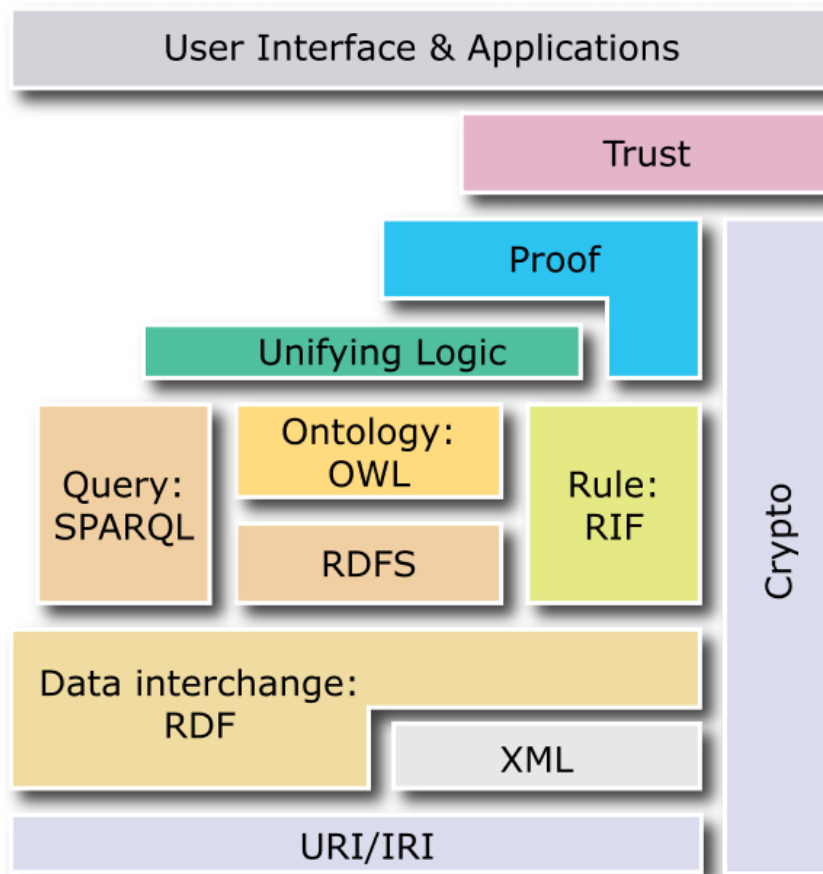 User Interface & Applications
Trust
Proof
Unifying Logic
Query:
SPARQL
Ontology:
OWL
RDFS
Rule:
RIF
Crypto
Data interchange:
RDF
XML
URI/IRI